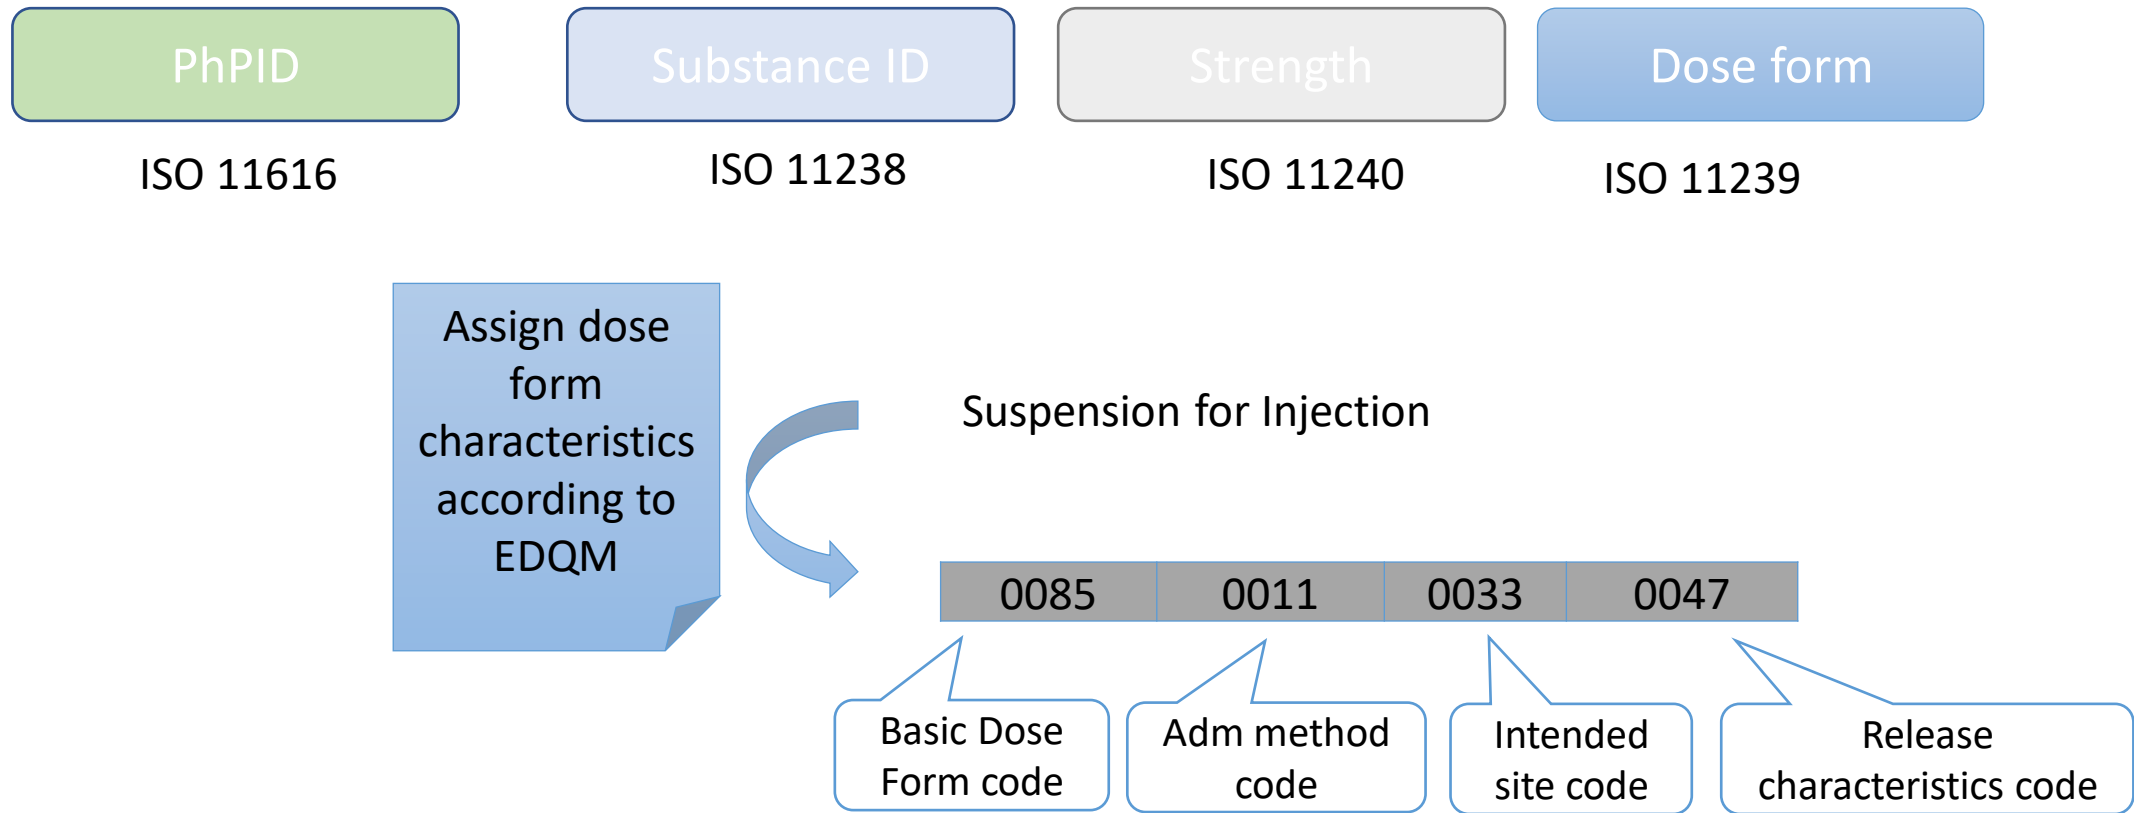 PhPID
Substance ID
Strength
Dose form
ISO 11616
ISO 11238
ISO 11240
ISO 11239
Assign dose
form
characteristics
according to
EDQM
Suspension for Injection
0085 0011 0033 0047
Basic Dose
Form code
Adm method
code
Intended
site code
Release
characteristics code